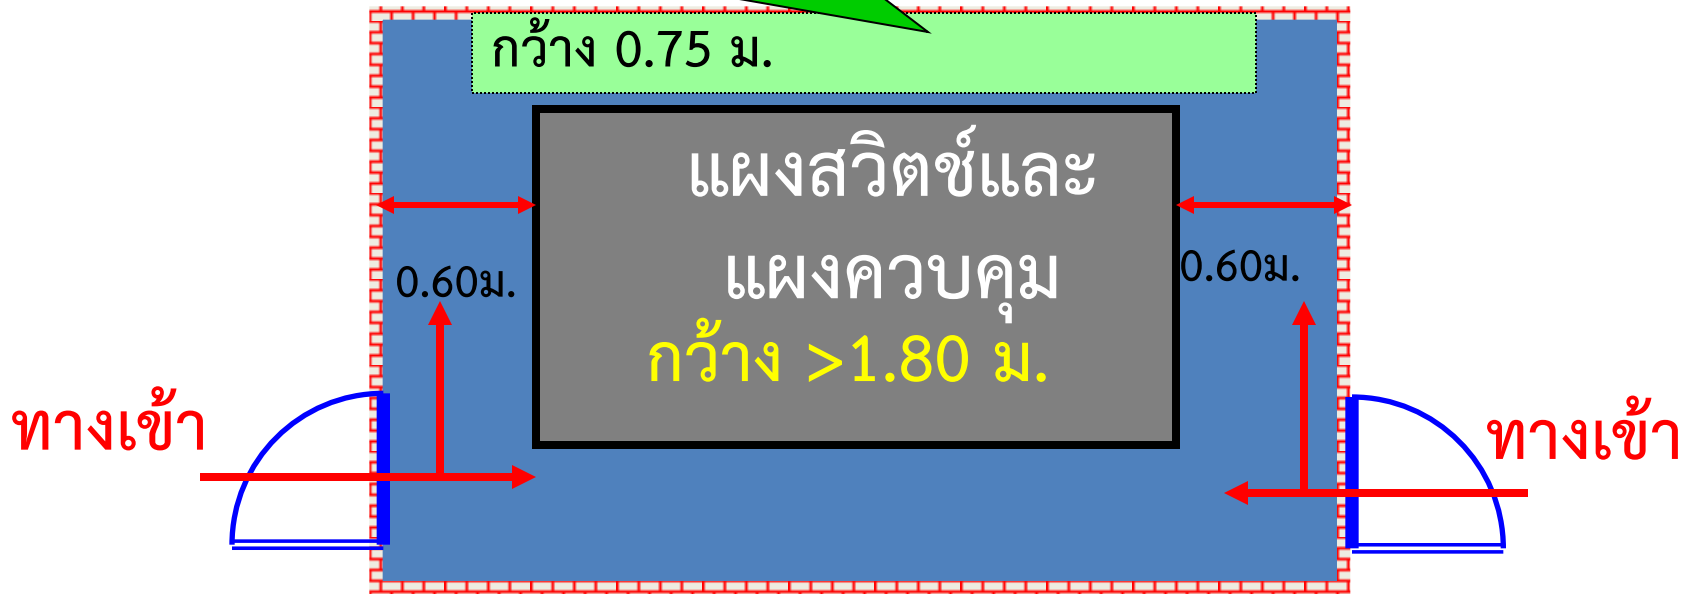 กว้าง 0.75 ม.
แผงสวิตช์และ
แผงควบคุม
กว้าง >1.80 ม.
0.60ม.
0.60ม.
ทางเข้า
ทางเข้า